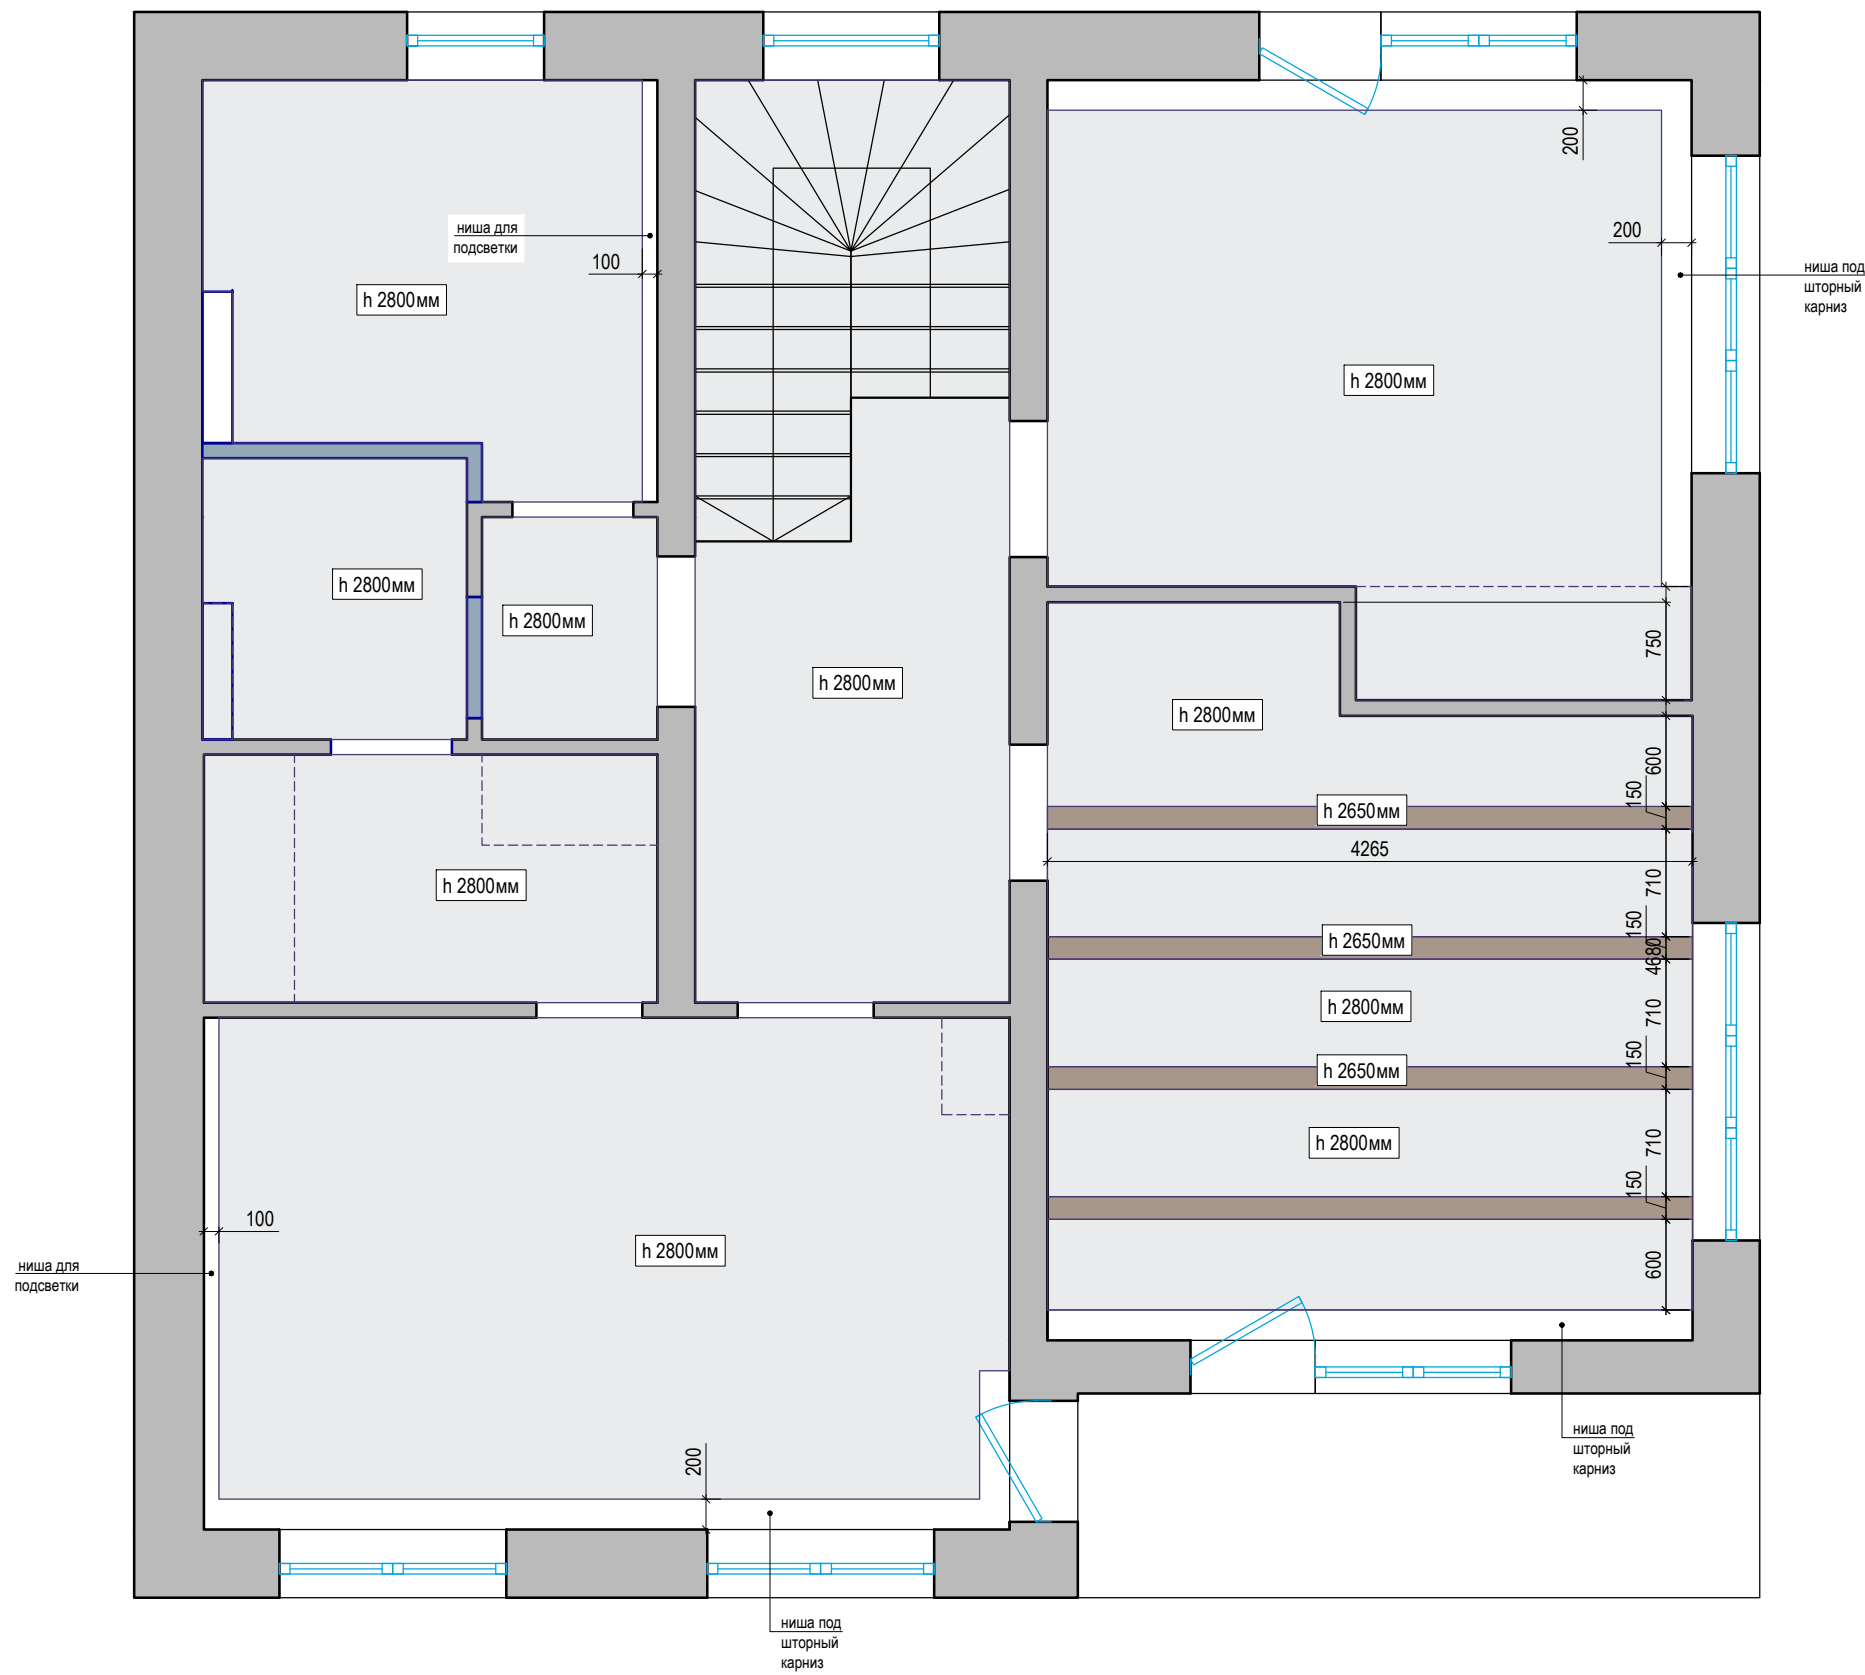 ниша для
подсветки
100
h 2800мм
200
200
ниша под
шторный
карниз
h 2800мм
h 2800мм
h 2800мм
h 2800мм
750
h 2800мм
600
150
h 2650мм
4265
h 2800мм
710
150
h 2650мм
4680
h 2800мм
710
150
h 2650мм
h 2800мм
710
150
100
h 2800мм
600
ниша для
подсветки
200
ниша под
шторный
карниз
ниша под
шторный
карниз